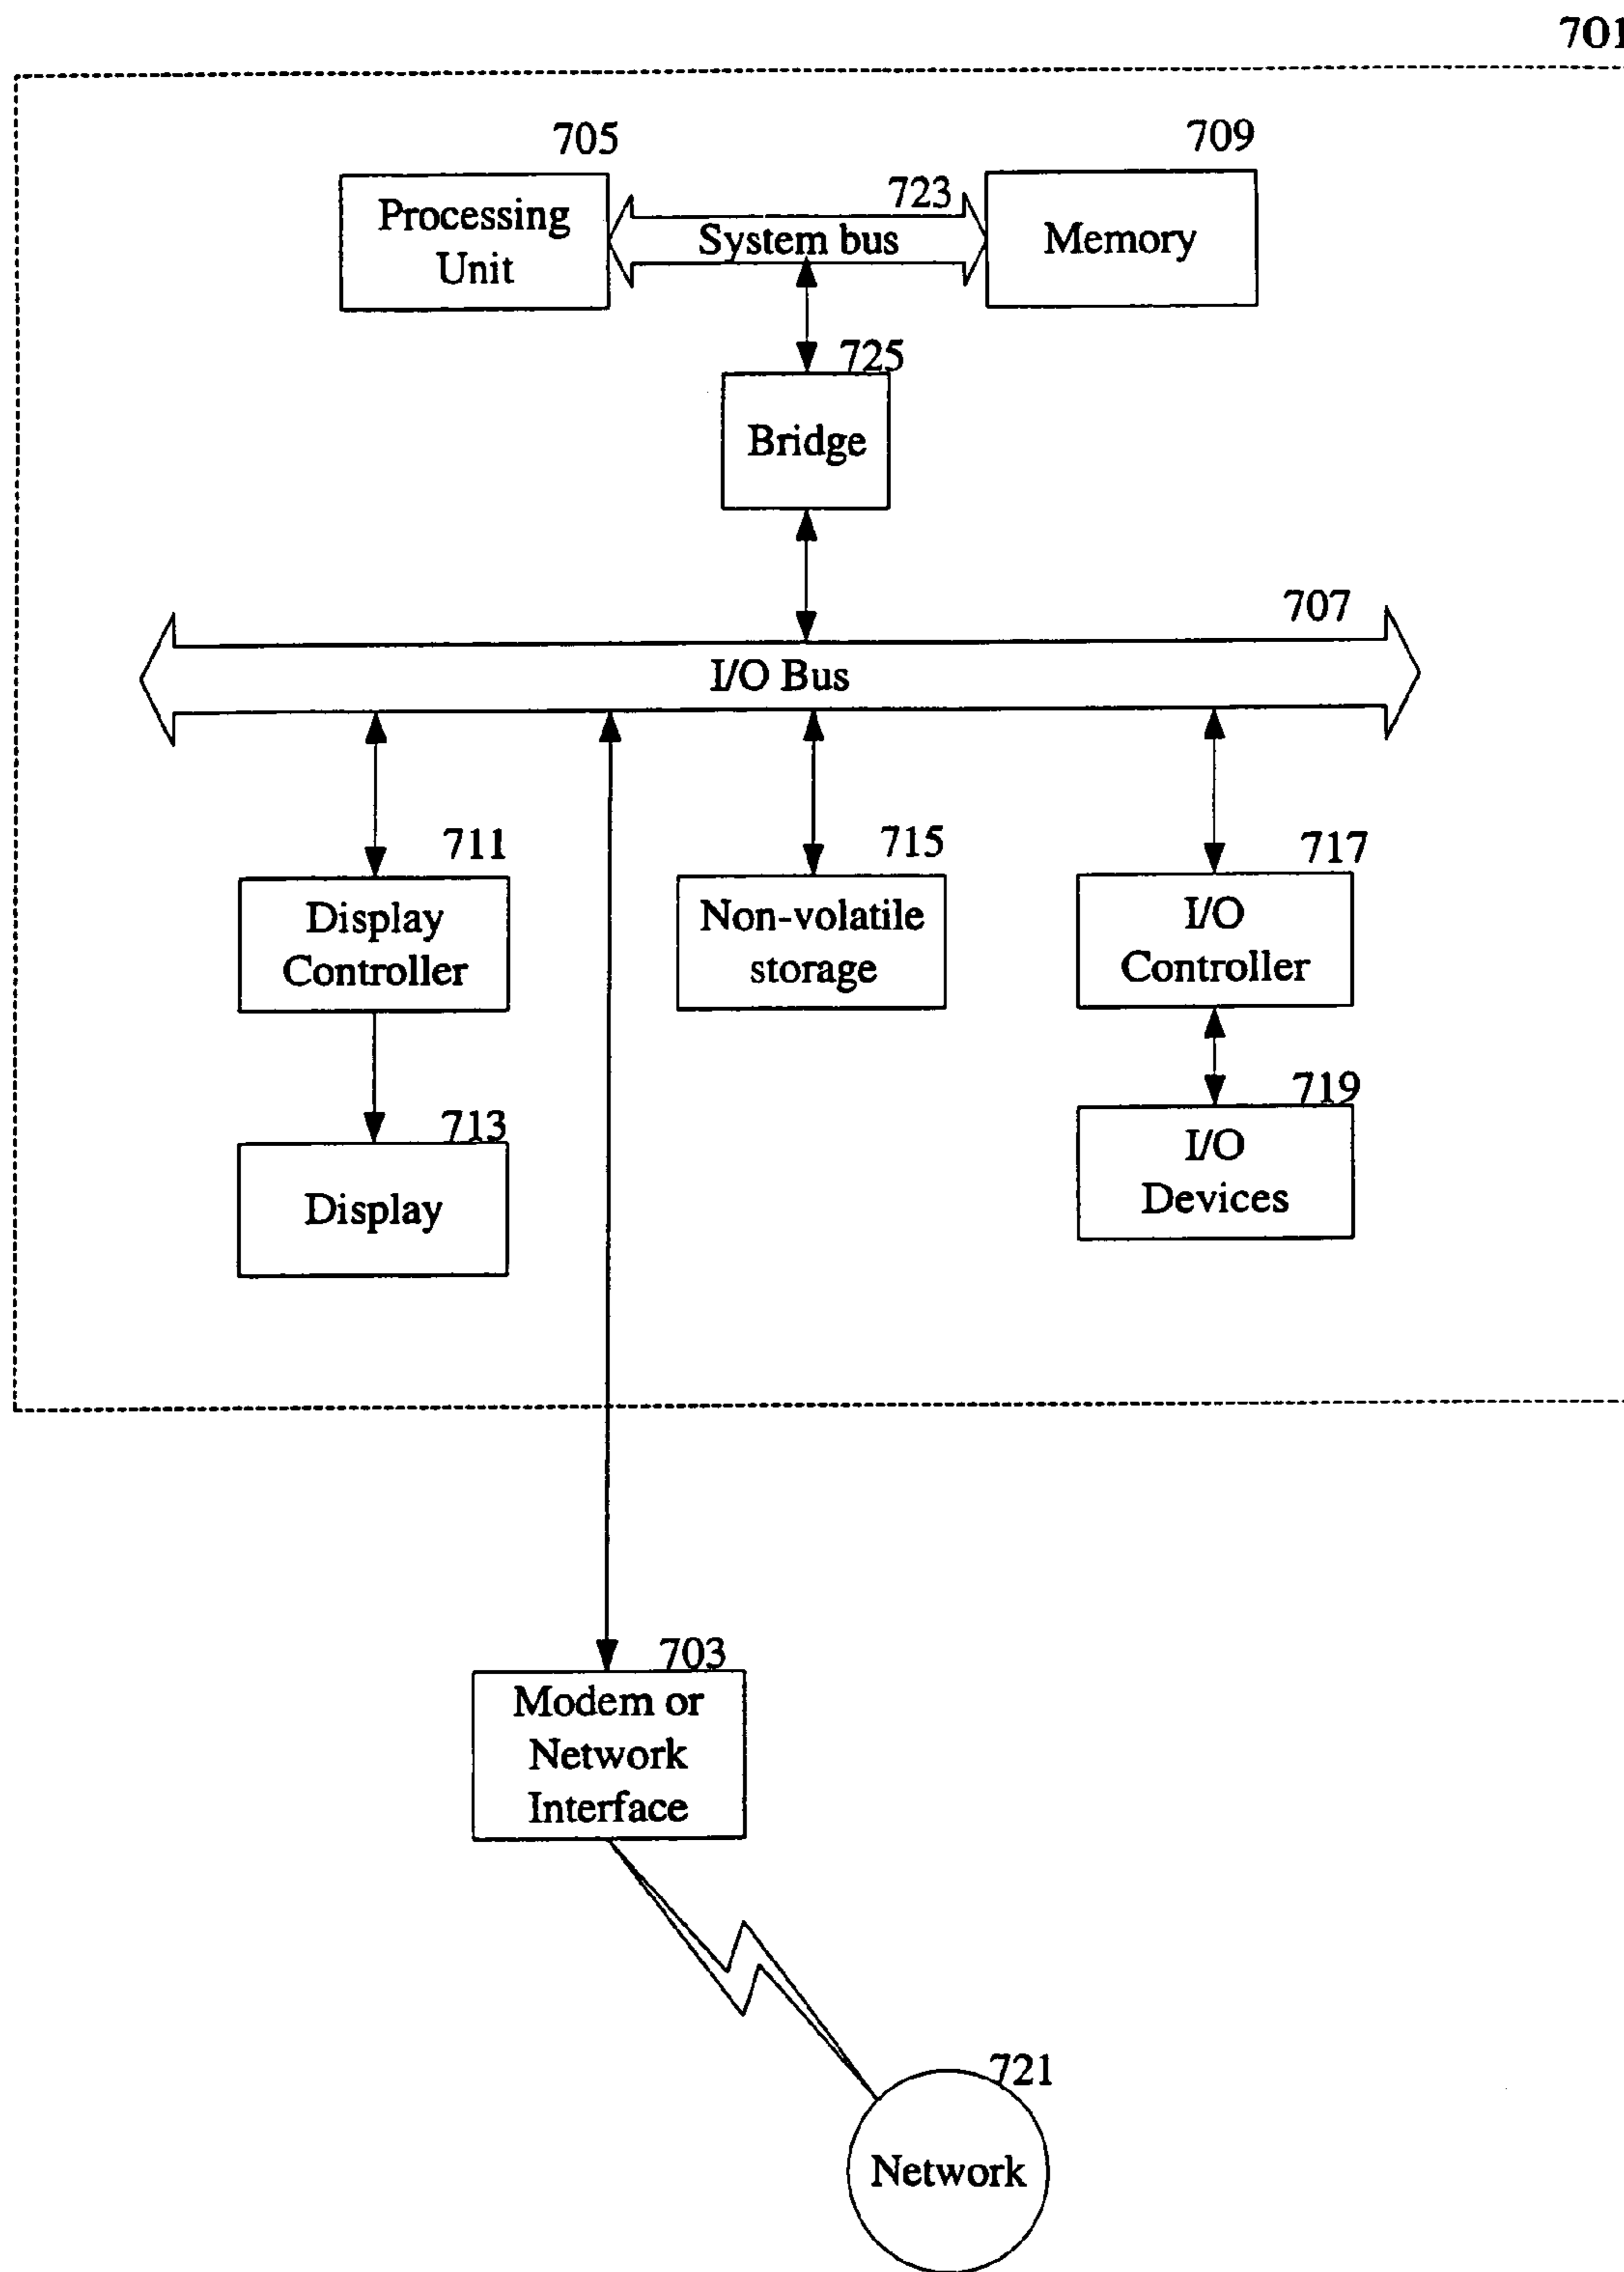 701
705
709
Processing
Unit
723
System bus
Memory
725
Bridge
707
I/O Bus
711
715
717
Display
Controller
Non-volatile
storage
I/O
Controller
713
719
Display
I/O
Devices
703
Modem or
Network
Interface
721
Network